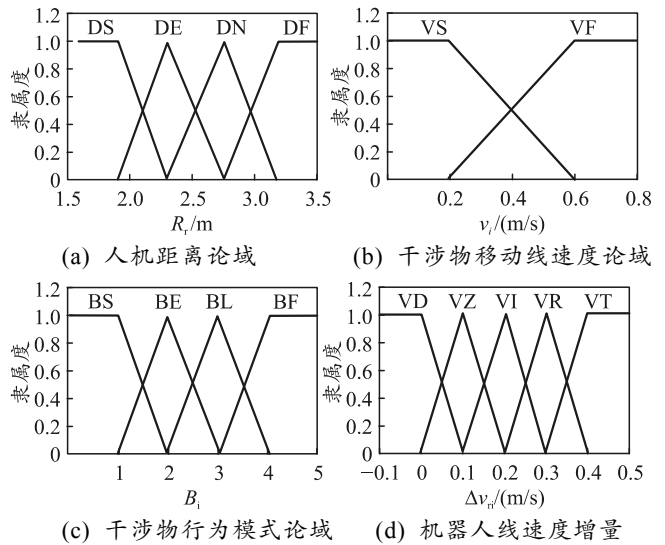 1.2
DS DE DN DF
1.0
0.8
0.6
0.4
0.2
0
隶属度
1.5 2.0 2.5 3.0 3.5
Rr/m
(a) 人机距离论域
1.2
VS VF
1.0
0.8
0.6
0.4
0.2
0
隶属度
0.2 0.4 0.6 0.8
vi/(m/s)
(b) 干涉物移动线速度论域
1.2
BS BE BL BF
1.0
0.8
0.6
0.4
0.2
0
隶属度
1 2 3 4 5
Bi
(c) 干涉物行为模式论域
1.2
VD VZ VI VR VT
1.0
0.8
0.6
0.4
0.2
0
隶属度
−0.1 0 0.1 0.2 0.3 0.4 0.5
Δvri/(m/s)
(d) 机器人线速度增量